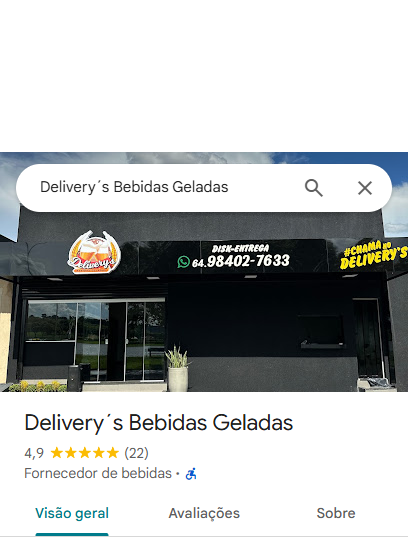 Delivery´s Bebidas Geladas
Delivery's
DISK-ENTREGA
64.98402-7633
#CHAMA no
DELIVERY'S
Delivery´s Bebidas Geladas
4,9 ★★★★★ (22)
Fornecedor de bebidas ·
Visão geral Avaliações Sobre